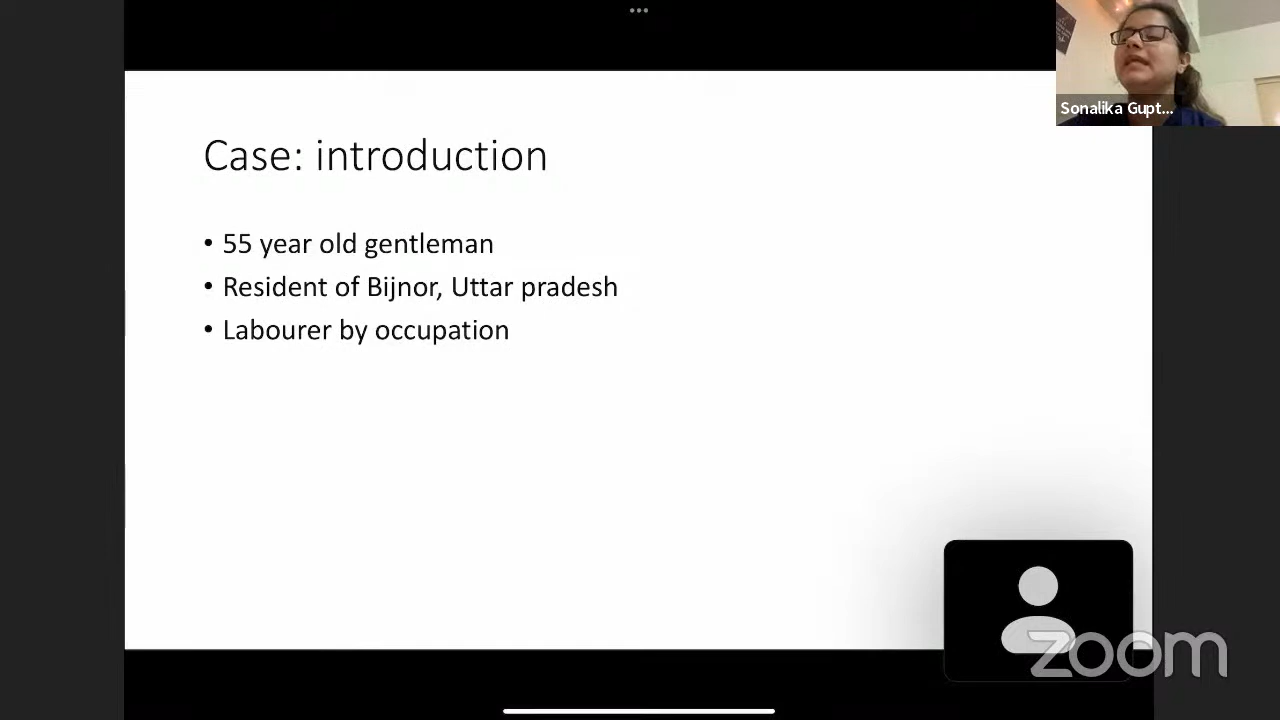 Sonalika Gupt...
Case: introduction
• 55 year old gentleman
• Resident of Bijnor, Uttar pradesh
• Labourer by occupation
zoom